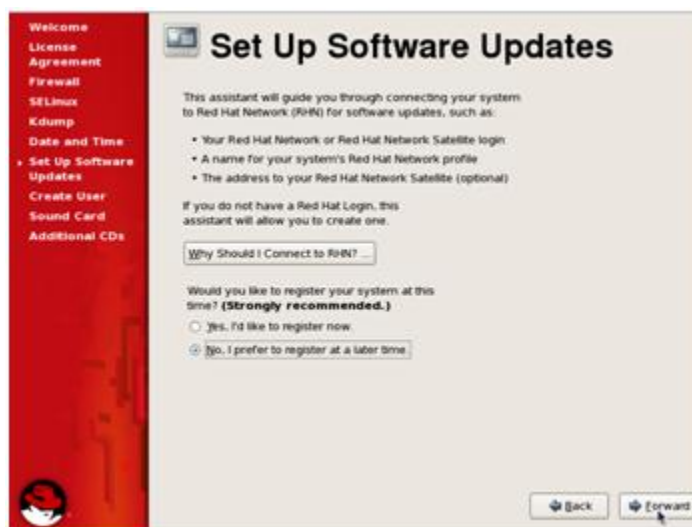 Welcome
License
Agreement
Firewall
SELinux
Kdump
Date and Time
Set Up Software
Updates
Create User
Sound Card
Additional CDs
Set Up Software Updates
This assistant will guide you through connecting your system
to Red Hat Network (RHN) for software updates, such as:
• Your Red Hat Network or Red Hat Network Satellite login
• A name for your system's Red Hat Network profile
• The address to your Red Hat Network Satellite (optional)
If you do not have a Red Hat Login, this
assistant will allow you to create one.
Why Should I Connect to RHN? ...
Would you like to register your system at this
time? (Strongly recommended.)
Yes, I'd like to register now.
No, I prefer to register at a later time.
Back
Forward